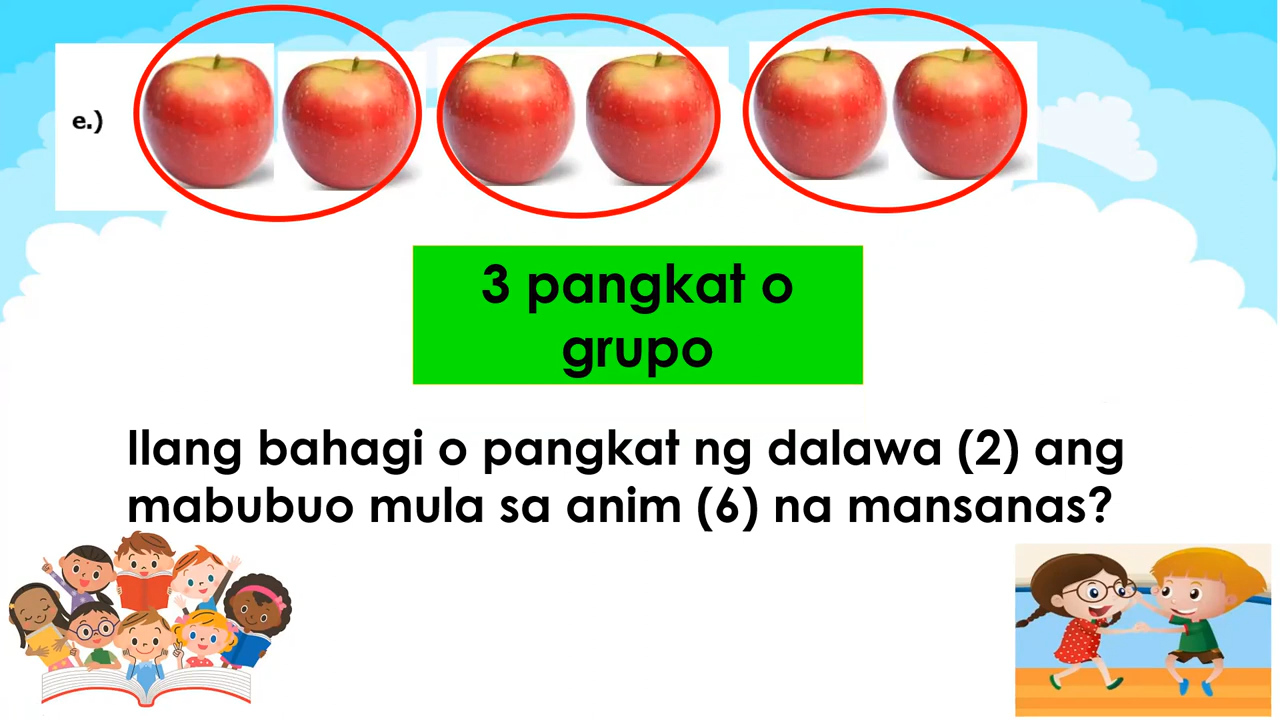 e.)
3 pangkat o
grupo
Ilang bahagi o pangkat ng dalawa (2) ang
mabubuo mula sa anim (6) na mansanas?